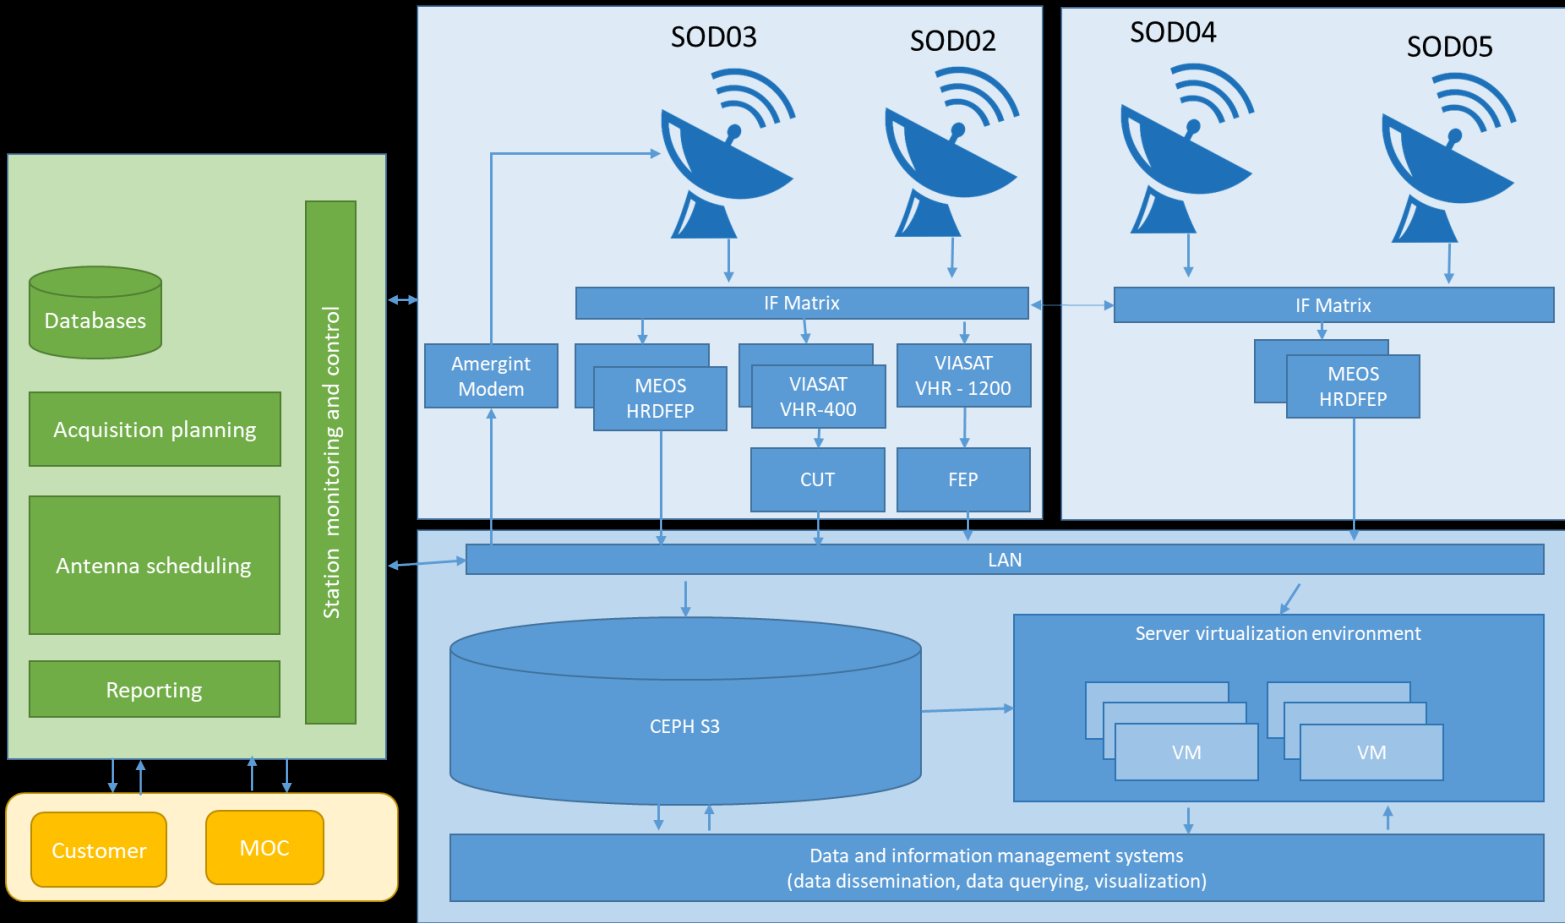 SOD03
SOD02
SOD04
SOD05
Databases
Acquisition planning
Antenna scheduling
Reporting
Station monitoring and control
Customer
MOC
IF Matrix
IF Matrix
Amergint
Modem
MEOS
HRDFEP
VIASAT
VHR-400
VIASAT
VHR - 1200
MEOS
HRDFEP
CUT
FEP
LAN
CEPH S3
Server virtualization environment
VM
VM
Data and information management systems
(data dissemination, data querying, visualization)